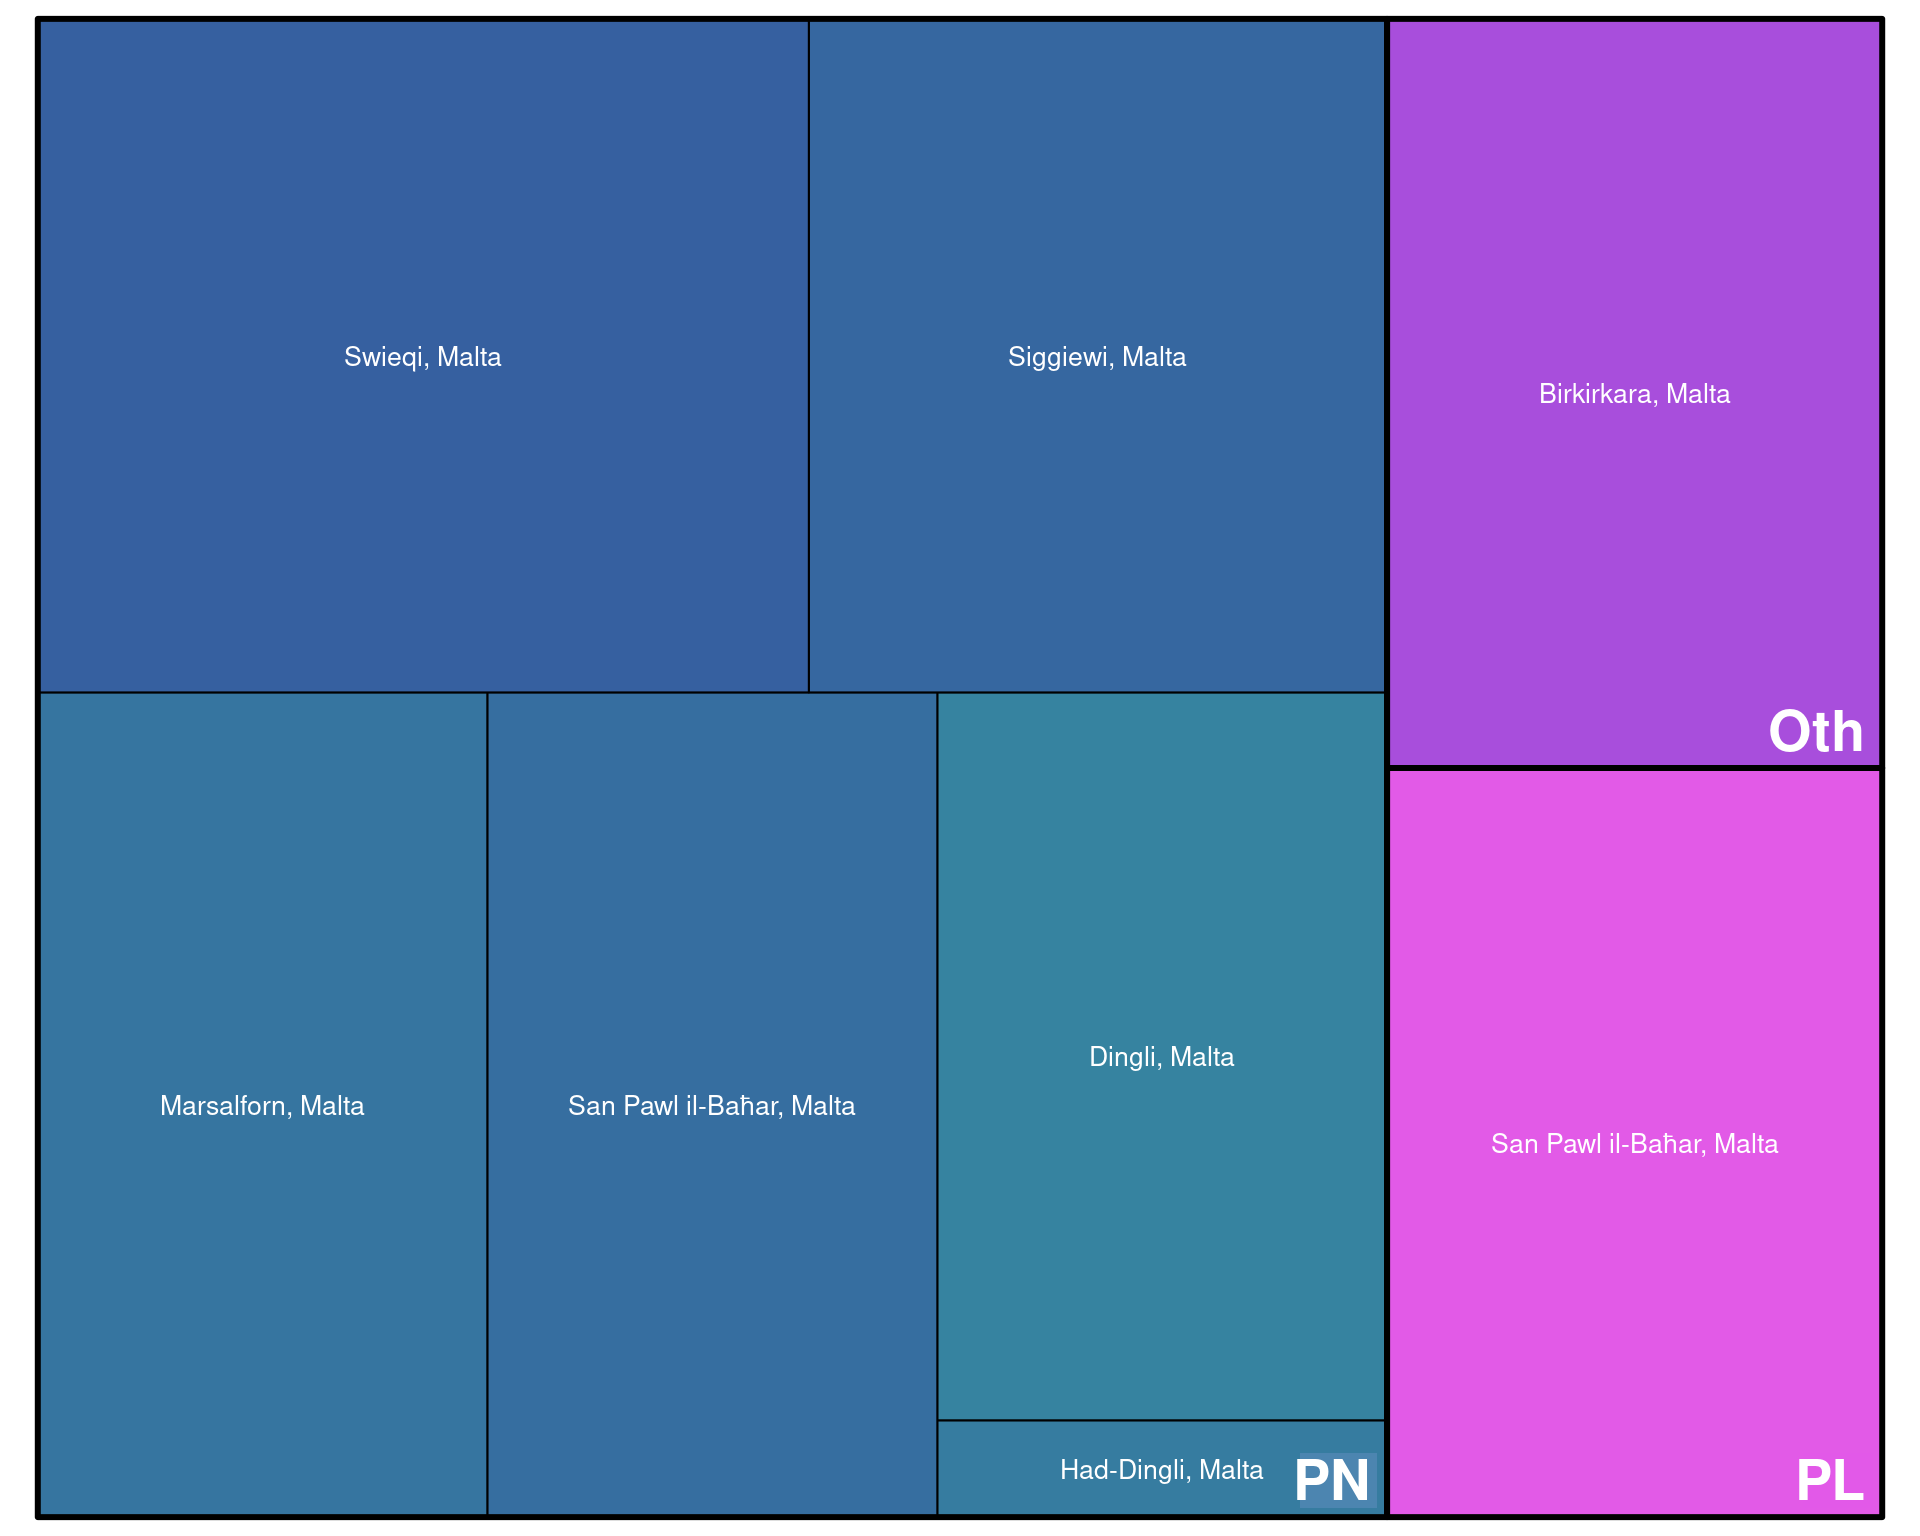 Swieqi, Malta
Siggiewi, Malta
Birkirkara, Malta
Oth
Marsalforn, Malta
San Pawl il-Baħar, Malta
Dingli, Malta
San Pawl il-Baħar, Malta
Had-Dingli, Malta
PN
PL